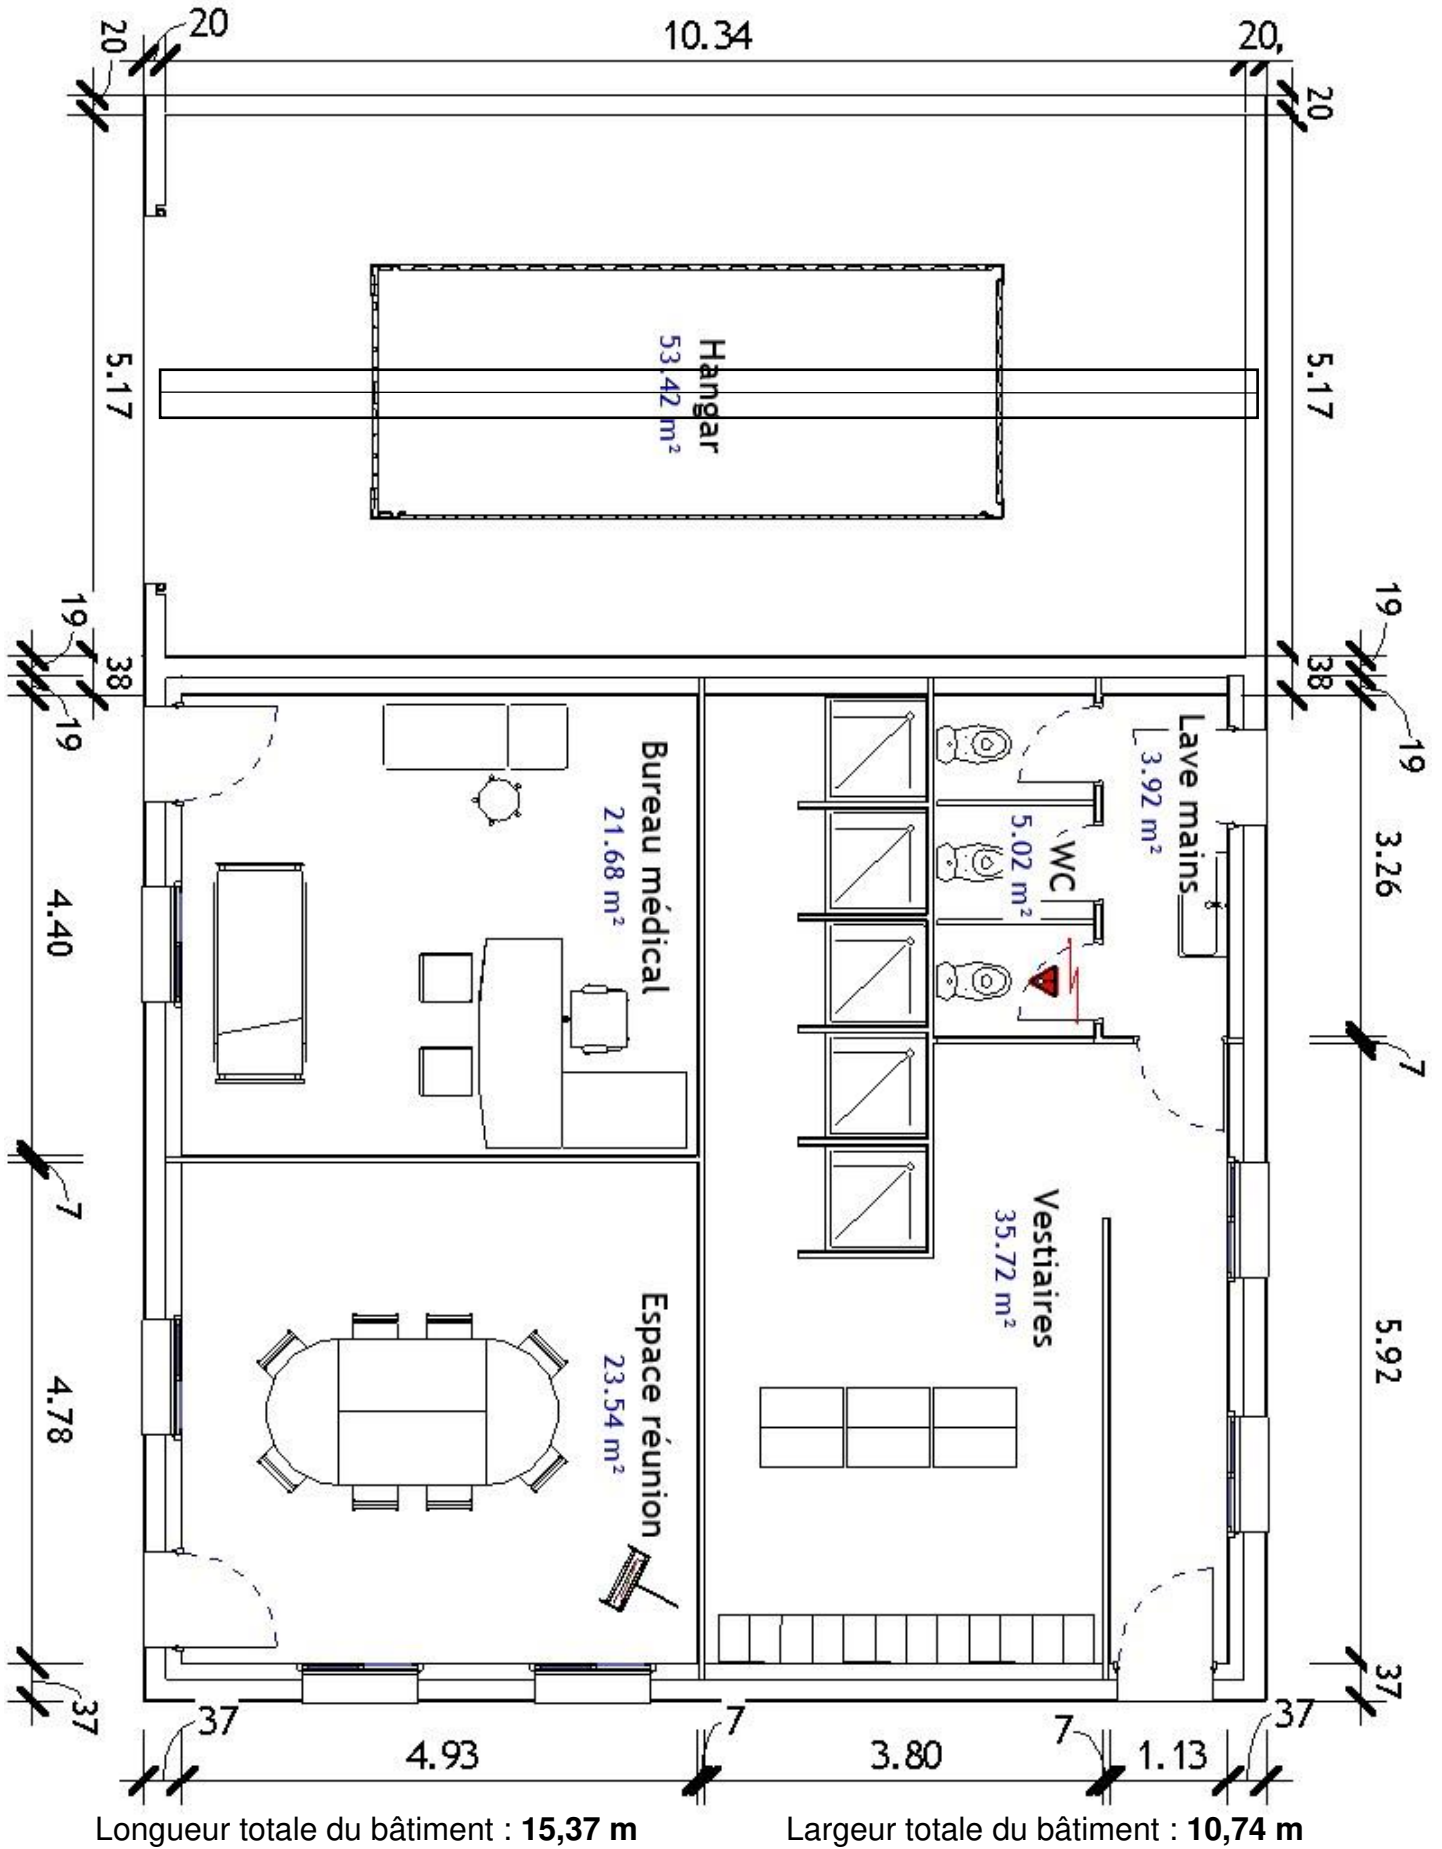 20
10.34
20,
20
20
5.17
5.17
Hangar
53.42 m²
19
38
19
19
38
19
Bureau médical
21.68 m²
WC
5.02 m²
Lave mains
3.92 m²
3.26
4.40
7
7
Vestiaires
35.72 m²
Espace réunion
23.54 m²
5.92
4.78
37
37
37
4.93
7
3.80
7
1.13
37
Longueur totale du bâtiment : 15,37 m
Largeur totale du bâtiment : 10,74 m